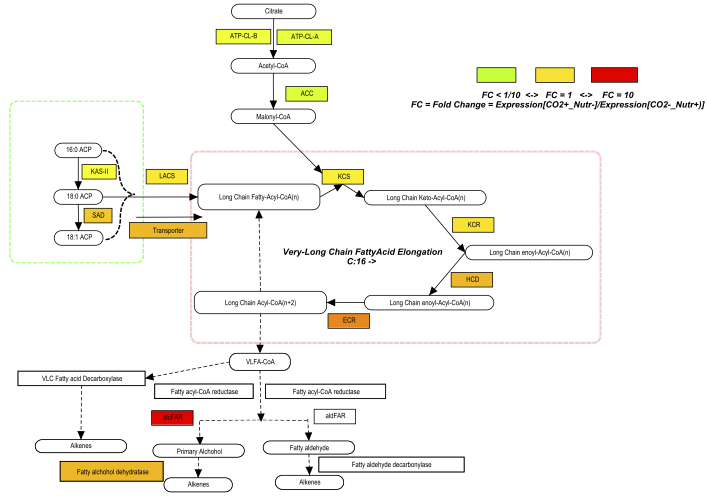 Citrate
ATP-CL-B
ATP-CL-A
Acetyl-CoA
ACC
Malonyl-CoA
FC < 1/10 <-> FC = 1 <-> FC = 10
FC = Fold Change = Expression[CO2+_Nutr-]/Expression[CO2-_Nutr+)]
16:0 ACP
KAS-II
18:0 ACP
SAD
18:1 ACP
LACS
Transporter
KCS
Long Chain Fatty-Acyl-CoA(n)
Long Chain Keto-Acyl-CoA(n)
KCR
Very-Long Chain FattyAcid Elongation
C:16 ->
Long Chain enoyl-Acyl-CoA(n)
HCD
Long Chain Acyl-CoA(n+2)
Long Chain enoyl-Acyl-CoA(n)
ECR
VLFA-CoA
VLC Fatty acid Decarboxylase
Fatty acyl-CoA reductase
Fatty acyl-CoA reductase
alcFAR
aldFAR
Alkenes
Primary Alchohol
Fatty aldehyde
Fatty alchohol dehydratase
Fatty aldehyde decarbonylase
Alkenes
Alkenes